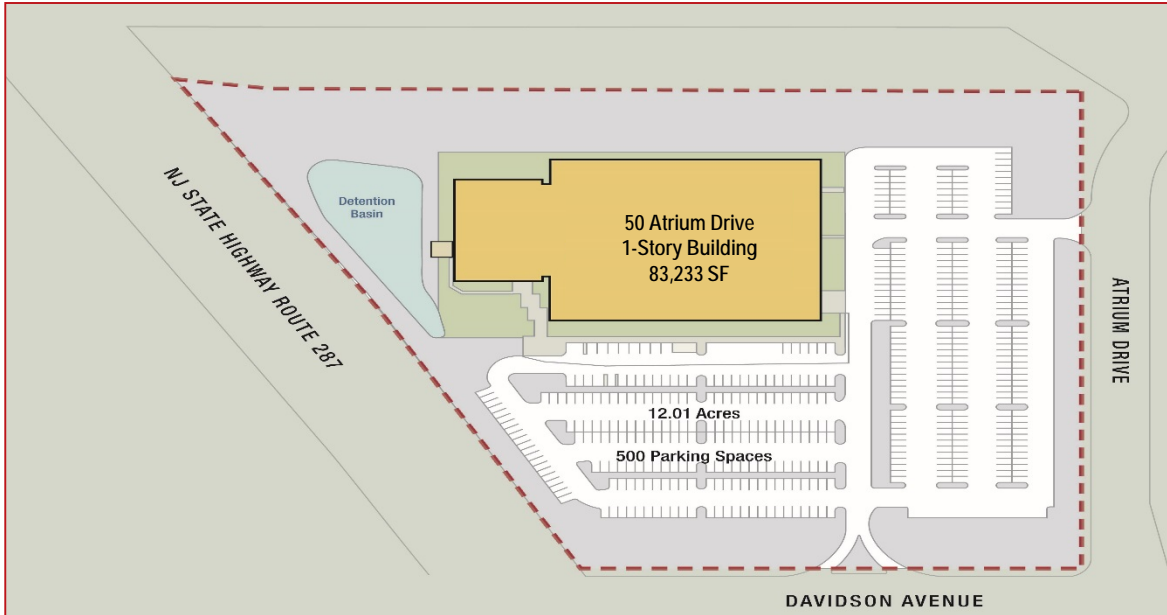 Detention
Basin
50 Atrium Drive
1-Story Building
83,233 SF
NJ STATE HIGHWAY ROUTE 287
ATRIUM DRIVE
12.01 Acres
500 Parking Spaces
DAVIDSON AVENUE